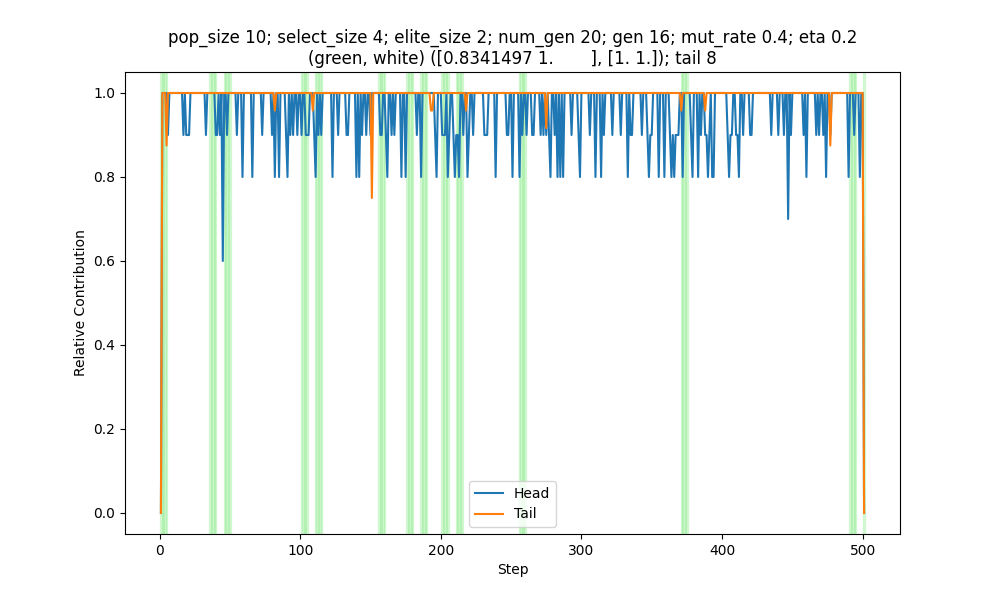 pop_size 10; select_size 4; elite_size 2; num_gen 20; gen 16; mut_rate 0.4; eta 0.2
(green, white) ([0.8341497 1.        ], [1. 1.]); tail 8
Relative Contribution
1.0
0.8
0.6
0.4
0.2
0.0
Head
Tail
0
100
200
300
400
500
Step